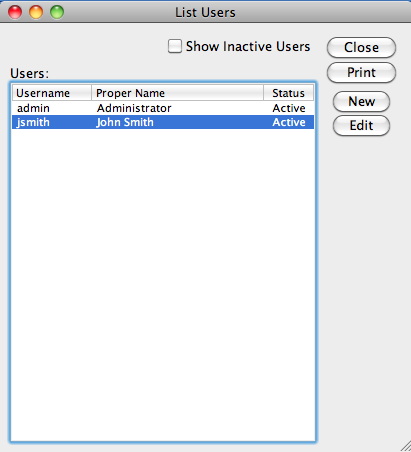 List Users
Show Inactive Users
Close
Print
New
Edit
Users:
Username Proper Name Status
admin Administrator Active
jsmith John Smith Active